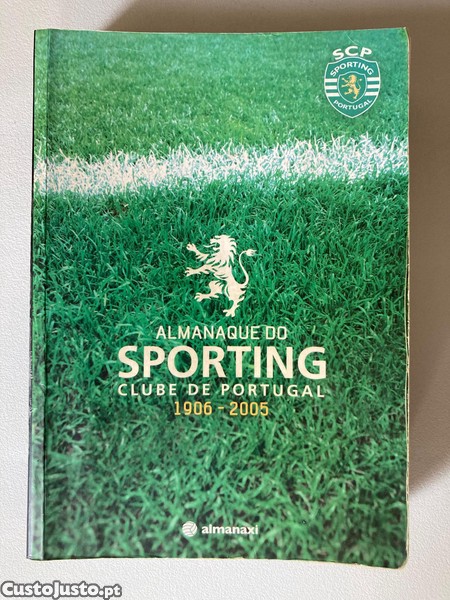 SCP
SPORTING
PORTUGAL
ALMANAQUE DO
SPORTING
CLUBE DE PORTUGAL
1906 - 2005
almanaxi
CustoJusto.pt